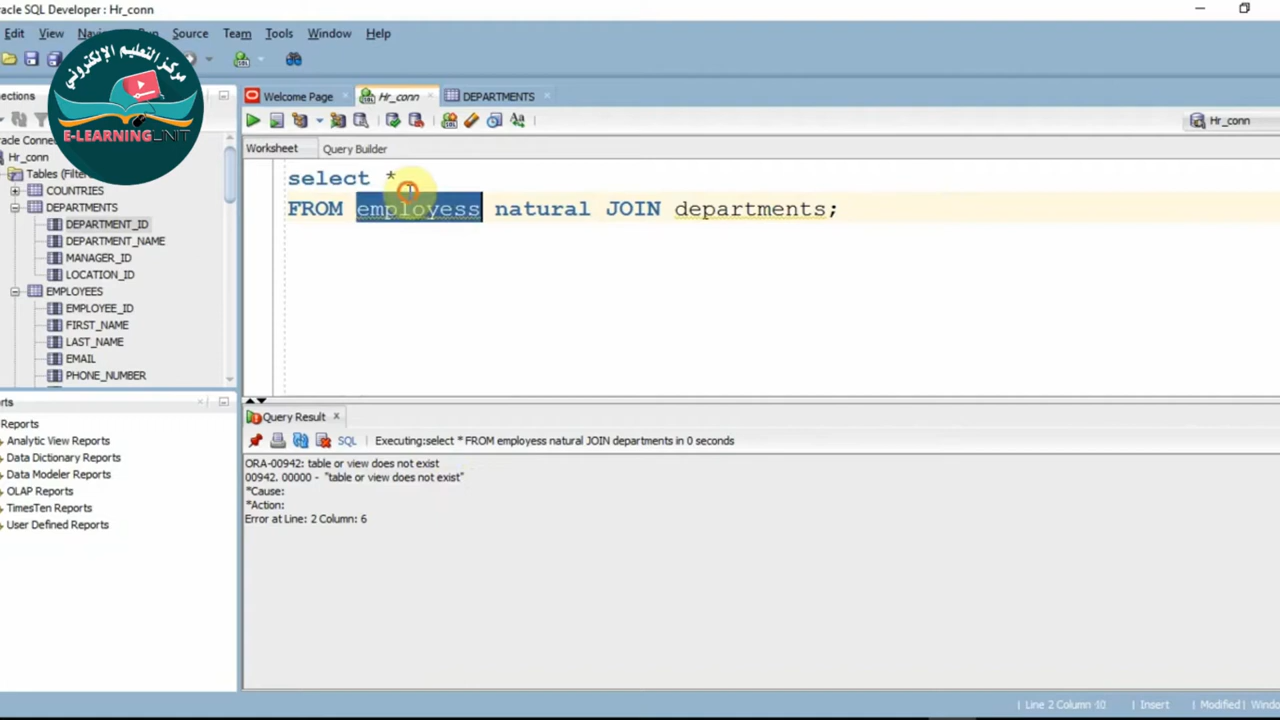 oracle SQL Developer : Hr_conn
Edit View Run Source Team Tools Window Help
مركز التعليم الإلكتروني
E-LEARNING UNIT
Welcome Page
Hr_conn
DEPARTMENTS
Hr_conn
Worksheet Query Builder
Hr_conn
COUNTRIES
DEPARTMENTS
DEPARTMENT_ID
DEPARTMENT_NAME
MANAGER_ID
LOCATION_ID
EMPLOYEES
EMPLOYEE_ID
FIRST_NAME
LAST_NAME
EMAIL
PHONE_NUMBER
select *
FROM employess natural JOIN departments;
Reports
Analytic View Reports
Data Dictionary Reports
Data Modeler Reports
OLAP Reports
TimesTen Reports
User Defined Reports
Query Result
SQL | Executing:select * FROM employess natural JOIN departments in 0 seconds
ORA-00942: table or view does not exist
00942. 00000 - "table or view does not exist"
*Cause:
*Action:
Error at Line: 2 Column: 6
Line 2 Column 10 | Insert | Modified